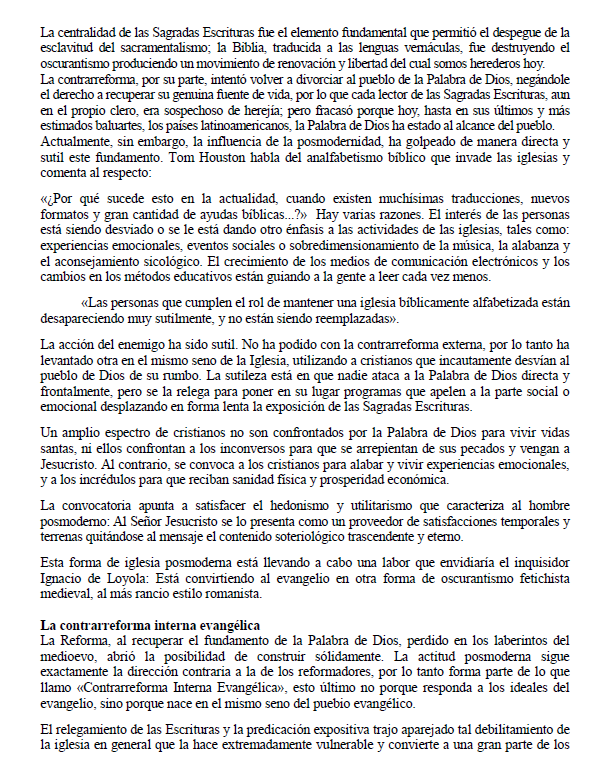 La centralidad de las Sagradas Escrituras fue el elemento fundamental que permitió el despegue de la
esclavitud del sacramentalismo; la Biblia, traducida a las lenguas vernáculas, fue destruyendo el
oscurantismo produciendo un movimiento de renovación y libertad del cual somos herederos hoy.
La contrarreforma, por su parte, intentó volver a divorciar al pueblo de la Palabra de Dios, negándole
el derecho a recuperar su genuina fuente de vida, por lo que cada lector de las Sagradas Escrituras, aun
en el propio clero, era sospechoso de herejía; pero fracasó porque hoy, hasta en sus últimos y más
estimados baluartes, los países latinoamericanos, la Palabra de Dios ha estado al alcance del pueblo.
Actualmente, sin embargo, la influencia de la posmodernidad, ha golpeado de manera directa y
sutil este fundamento. Tom Houston habla del analfabetismo bíblico que invade las iglesias y
comenta al respecto:
«¿Por qué sucede esto en la actualidad, cuando existen muchísimas traducciones, nuevos
formatos y gran cantidad de ayudas bíblicas...?» Hay varias razones. El interés de las personas
está siendo desviado o se le está dando otro énfasis a las actividades de las iglesias, tales como:
experiencias emocionales, eventos sociales o sobredimensionamiento de la música, la alabanza y
el aconsejamiento sicológico. El crecimiento de los medios de comunicación electrónicos y los
cambios en los métodos educativos están guiando a la gente a leer cada vez menos.
«Las personas que cumplen el rol de mantener una iglesia bíblicamente alfabetizada están
desapareciendo muy sutilmente, y no están siendo reemplazadas».
La acción del enemigo ha sido sutil. No ha podido con la contrarreforma externa, por lo tanto ha
levantado otra en el mismo seno de la Iglesia, utilizando a cristianos que incautamente desvían al
pueblo de Dios de su rumbo. La sutileza está en que nadie ataca a la Palabra de Dios directa y
frontalmente, pero se la relega para poner en su lugar programas que apelen a la parte social o
emocional desplazando en forma lenta la exposición de las Sagradas Escrituras.
Un amplio espectro de cristianos no son confrontados por la Palabra de Dios para vivir vidas
santas, ni ellos confrontan a los inconversos para que se arrepientan de sus pecados y vengan a
Jesucristo. Al contrario, se convoca a los cristianos para alabar y vivir experiencias emocionales,
y a los incrédulos para que reciban sanidad física y prosperidad económica.
La convocatoria apunta a satisfacer el hedonismo y utilitarismo que caracteriza al hombre
posmoderno: Al Señor Jesucristo se lo presenta como un proveedor de satisfacciones temporales y
terrenas quitándose al mensaje el contenido soteriológico trascendente y eterno.
Esta forma de iglesia posmoderna está llevando a cabo una labor que envidiaría el inquisidor
Ignacio de Loyola: Está convirtiendo al evangelio en otra forma de oscurantismo fetichista
medieval, al más rancio estilo romanista.
La contrarreforma interna evangélica
La Reforma, al recuperar el fundamento de la Palabra de Dios, perdido en los laberintos del
medioevo, abrió la posibilidad de construir sólidamente. La actitud posmoderna sigue
exactamente la dirección contraria a la de los reformadores, por lo tanto forma parte de lo que
llamo «Contrarreforma Interna Evangélica», esto último no porque responda a los ideales del
evangelio, sino porque nace en el mismo seno del puebio evangélico.
El relegamiento de las Escrituras y la predicación expositiva trajo aparejado tal debilitamiento de
la iglesia en general que la hace extremadamente vulnerable y convierte a una gran parte de los